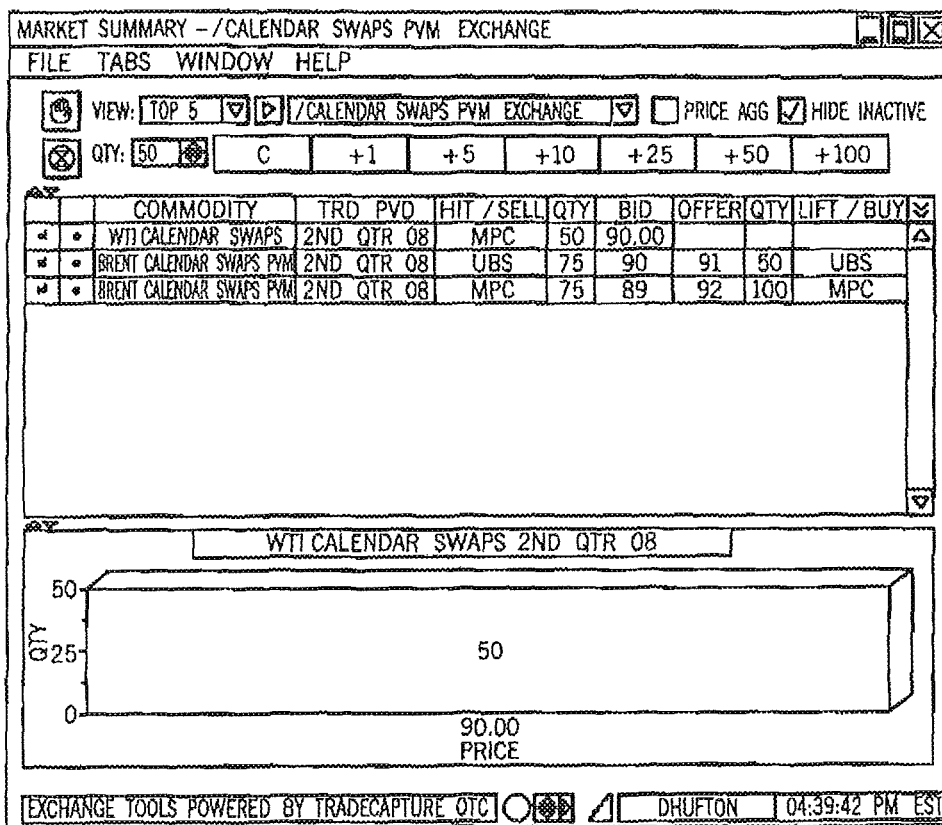 MARKET SUMMARY -/CALENDAR SWAPS PVM EXCHANGE
FILE TABS WINDOW HELP
VIEW: TOP 5 /CALENDAR SWAPS PVM EXCHANGE PRICE AGG HIDE INACTIVE
QTY: 50 C +1 +5 +10 +25 +50 +100
COMMODITY TRD PVD HIT / SELL QTY BID OFFER QTY LIFT / BUY
WTI CALENDAR SWAPS 2ND QTR 08 MPC 50 90.00
BRENT CALENDAR SWAPS PVM 2ND QTR 08 UBS 75 90 91 50 UBS
BRENT CALENDAR SWAPS PVM 2ND QTR 08 MPC 75 89 92 100 MPC
WTI CALENDAR SWAPS 2ND QTR 08
50
QTY
25
50
0
90.00
PRICE
EXCHANGE TOOLS POWERED BY TRADECAPTURE OTC DHUFTON 04:39:42 PM EST